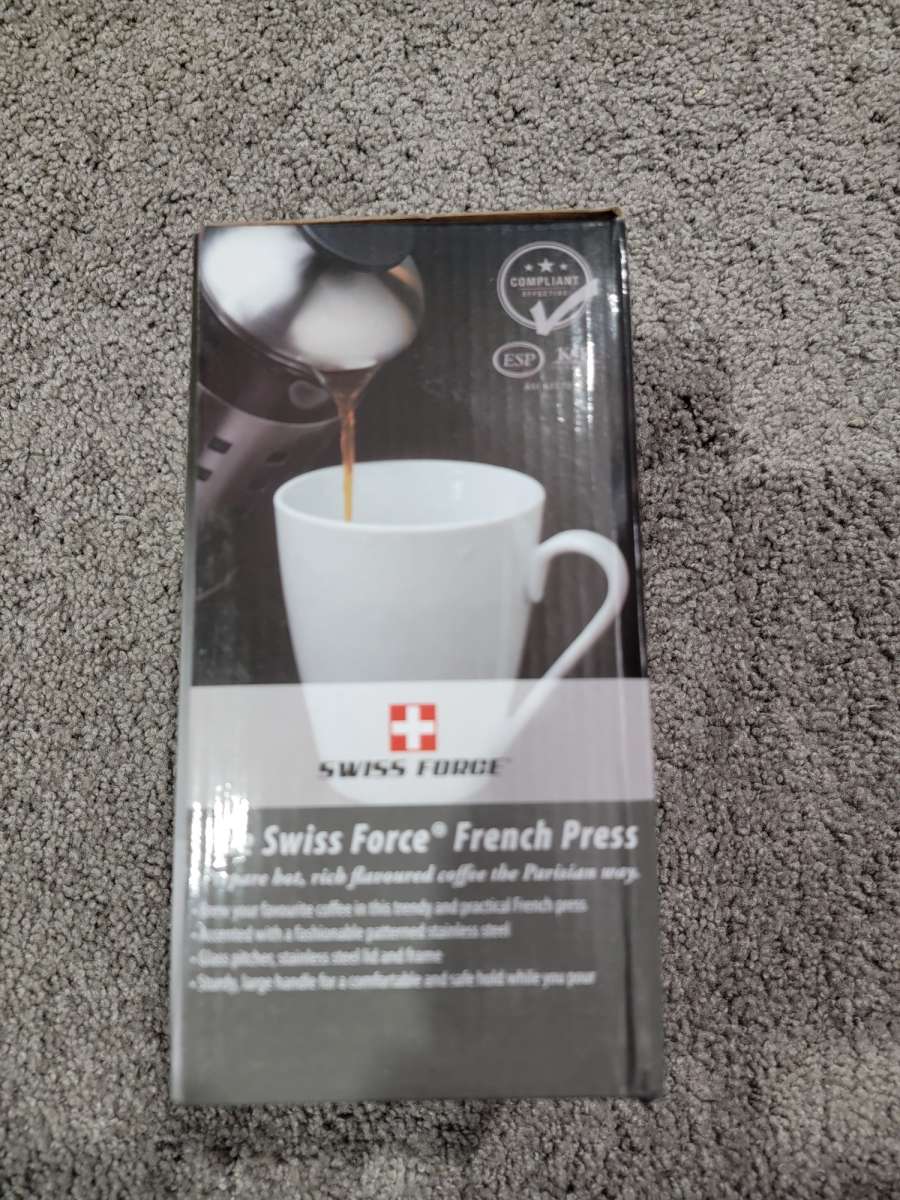 COMPLIANT
EFFECTIVE
ESP
SWISS FORCE
Swiss Force® French Press
hot, rich flavoured coffee the Parisian way.
your favourite coffee in this trendy and practical French press
• Accented with a fashionable patterned stainless steel
• Glass pitcher, stainless steel lid and frame
• Sturdy, large handle for a comfortable and safe hold while you pour